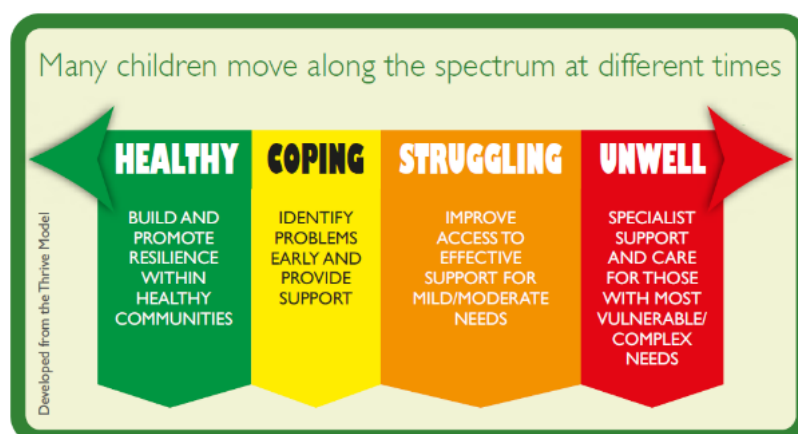 Many children move along the spectrum at different times
HEALTHY
BUILD AND
PROMOTE
RESILIENCE
WITHIN
HEALTHY
COMMUNITIES
COPING
IDENTIFY
PROBLEMS
EARLY AND
PROVIDE
SUPPORT
STRUGGLING
IMPROVE
ACCESS TO
EFFECTIVE
SUPPORT FOR
MILD/MODERATE
NEEDS
UNWELL
SPECIALIST
SUPPORT
AND CARE
FOR THOSE
WITH MOST
VULNERABLE/
COMPLEX
NEEDS
Developed from the Thrive Model